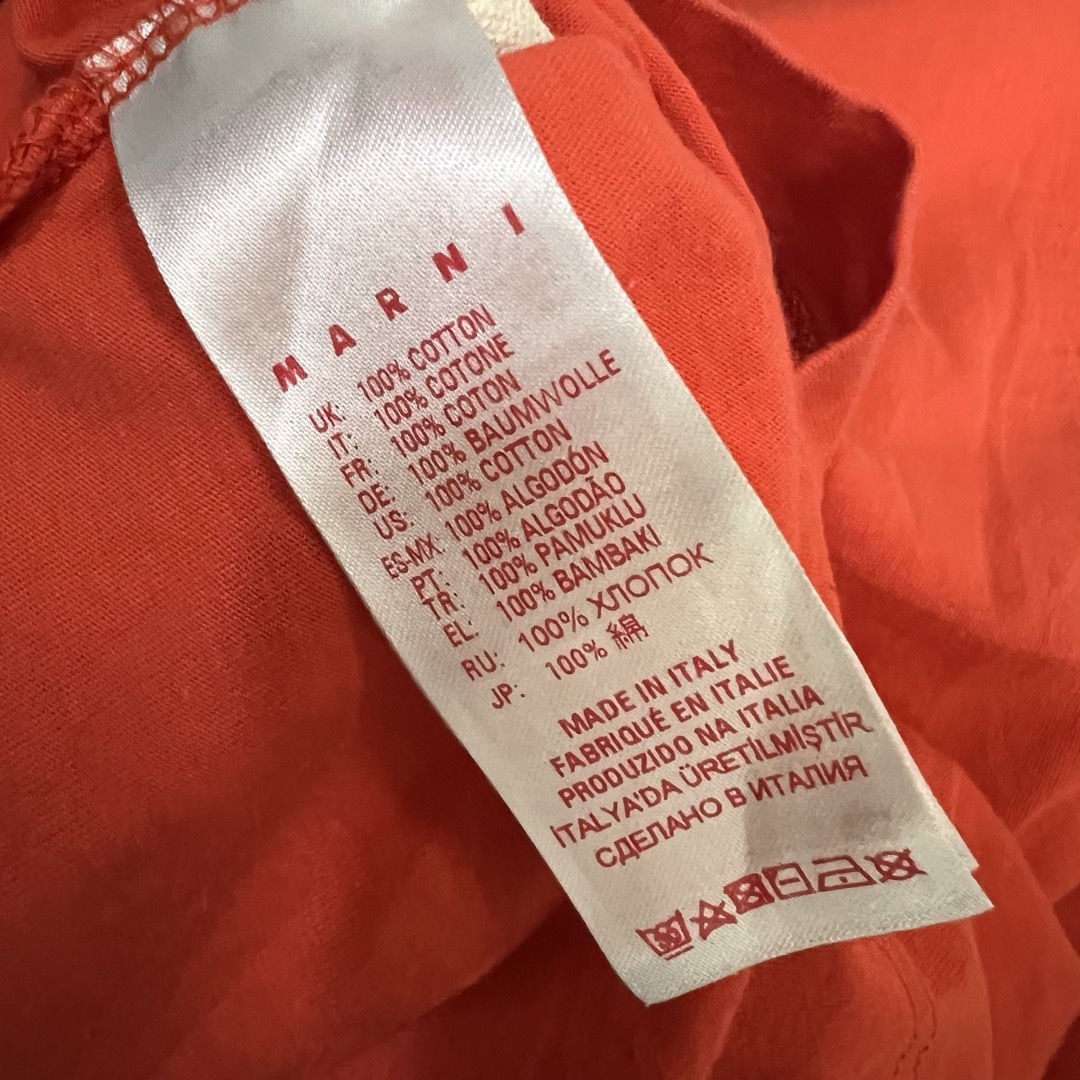 MARNI
UK: 100% COTTON
IT: 100% COTONE
FR: 100% COTON
DE: 100% BAUMWOLLE
US: 100% COTTON
ES-MX: 100% ALGODÓN
PT: 100% ALGODÃO
TR: 100% PAMUKLU
EL: 100% BAMBAKI
RU: 100% ХЛОПОК
JP: 100% 綿
MADE IN ITALY
FABRIQUÉ EN ITALIE
PRODUZIDO NA ITALIA
İTALYA'DA ÜRETİLMİŞTİR
СДЕЛАНО В ИТАЛИЯ